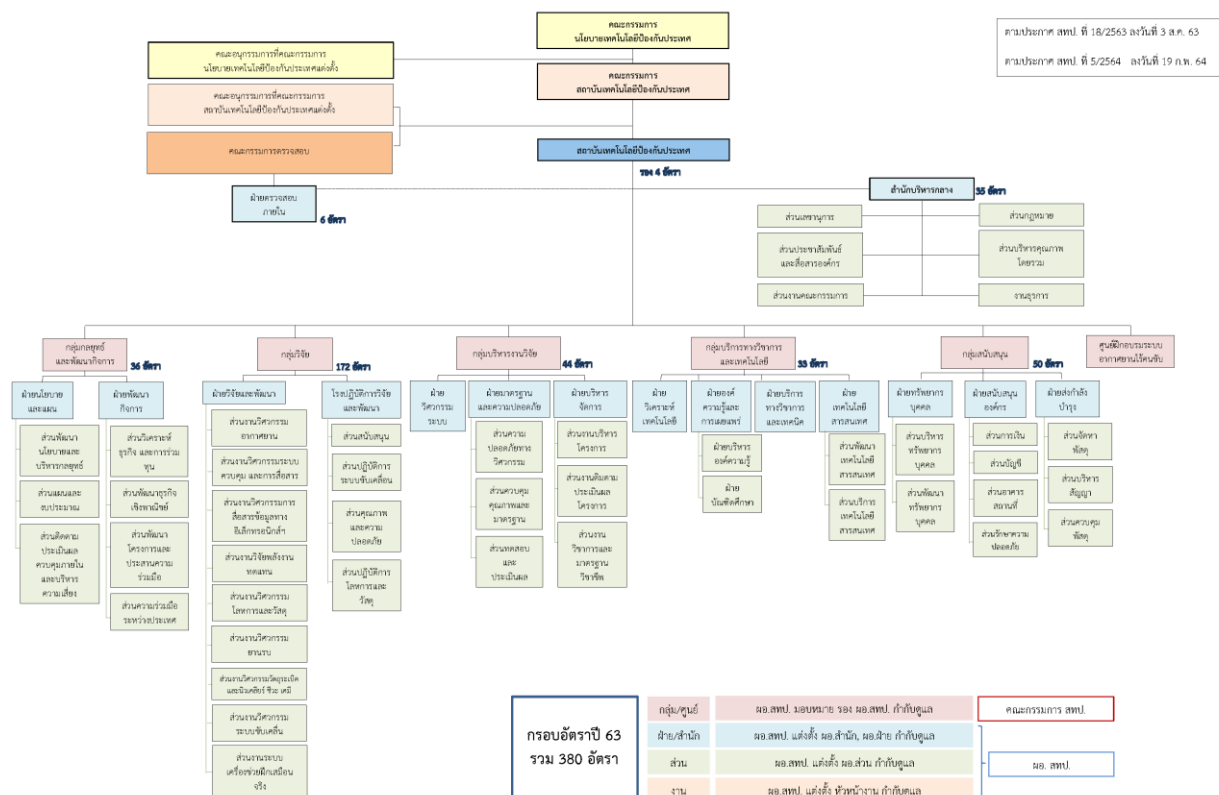 คณะกรรมการ
นโยบายเทคโนโลยีป้องกันประเทศ
ตามประกาศ สทป. ที่ 18/2563 ลงวันที่ 3 ส.ค. 63
ตามประกาศ สทป. ที่ 5/2564 ลงวันที่ 19 ก.พ. 64
คณะอนุกรรมการที่คณะกรรมการ
นโยบายเทคโนโลยีป้องกันประเทศแต่งตั้ง
คณะกรรมการ
สถาบันเทคโนโลยีป้องกันประเทศ
คณะอนุกรรมการที่คณะกรรมการ
สถาบันเทคโนโลยีป้องกันประเทศแต่งตั้ง
คณะกรรมการตรวจสอบ
สถาบันเทคโนโลยีป้องกันประเทศ
รอง 4 อัตรา
ฝ่ายตรวจสอบ
ภายใน
6 อัตรา
สำนักบริหารกลาง
35 อัตรา
ส่วนเลขานุการ
ส่วนกฎหมาย
ส่วนประชาสัมพันธ์
และสื่อสารองค์กร
ส่วนบริหารคุณภาพ
โดยรวม
ส่วนงานคณะกรรมการ
งานธุรการ
กลุ่มกลยุทธ์
และพัฒนากิจการ
36 อัตรา
กลุ่มวิจัย
172 อัตรา
กลุ่มบริหารงานวิจัย
44 อัตรา
กลุ่มบริการทางวิชาการ
และเทคโนโลยี
33 อัตรา
กลุ่มสนับสนุน
50 อัตรา
ศูนย์ฝึกอบรมระบบ
อากาศยานไร้คนขับ
ฝ่ายนโยบาย
และแผน
ส่วนพัฒนา
นโยบายและ
บริหารกลยุทธ์
ส่วนแผนและ
งบประมาณ
ส่วนติดตาม
ประเมินผล
ควบคุมภายใน
และบริหาร
ความเสี่ยง
ฝ่ายพัฒนา
กิจการ
ส่วนวิเคราะห์
ธุรกิจ และการร่วม
ทุน
ส่วนพัฒนาธุรกิจ
เชิงพาณิชย์
ส่วนพัฒนา
โครงการและ
ประสานความ
ร่วมมือ
ส่วนความร่วมมือ
ระหว่างประเทศ
ฝ่ายวิจัยและพัฒนา
ส่วนงานวิศวกรรม
อากาศยาน
ส่วนงานวิศวกรรมระบบ
ควบคุม และการสื่อสาร
ส่วนงานวิศวกรรมการ
สื่อสารข้อมูลทาง
อิเล็กทรอนิกส์ฯ
ส่วนงานวิจัยพลังงาน
ทดแทน
ส่วนงานวิศวกรรม
โลหการและวัสดุ
ส่วนงานวิศวกรรม
ยานรบ
ส่วนงานวิศวกรรมวัตถุระเบิด
และนิวเคลียร์ ชีวะ เคมี
ส่วนงานวิศวกรรม
ระบบขับเคลื่น
ส่วนงานระบบ
เครื่องช่วยฝึกเสมือน
จริง
โรงปฏิบัติการวิจัย
และพัฒนา
ส่วนสนับสนุน
ส่วนปฏิบัติการ
ระบบขับเคลื่อน
ส่วนคุณภาพ
และความ
ปลอดภัย
ส่วนปฏิบัติการ
โลหการและ
วัสดุ
ฝ่าย
วิศวกรรม
ระบบ
ฝ่ายมาตรฐาน
และความปลอดภัย
ส่วนความ
ปลอดภัยทาง
วิศวกรรม
ส่วนควบคุม
คุณภาพและ
มาตรฐาน
ส่วนทดสอบ
และ
ประเมินผล
ฝ่ายบริหาร
จัดการ
ส่วนงานบริหาร
โครงการ
ส่วนงานติมตาม
ประเมินผล
โครงการ
ส่วนงาน
วิชาการและ
มาตรฐาน
วิชาชีพ
ฝ่าย
วิเคราะห์
เทคโนโลยี
ฝ่ายองค์
ความรู้และ
การเผยแพร่
ฝ่ายบริหาร
องค์ความรู้
ฝ่าย
บัณฑิตศึกษา
ฝ่ายบริการ
ทางวิชาการ
และเทคนิค
ฝ่าย
เทคโนโลยี
สารสนเทศ
ส่วนพัฒนา
เทคโนโลยี
สารสนเทศ
ส่วนบริการ
เทคโนโลยี
สารสนเทศ
ฝ่ายทรัพยากร
บุคคล
ส่วนบริหาร
ทรัพยากร
บุคคล
ส่วนพัฒนา
ทรัพยากร
บุคคล
ฝ่ายสนับสนุน
องค์กร
ส่วนการเงิน
ส่วนบัญชี
ส่วนอาคาร
สถานที่
ส่วนรักษาความ
ปลอดภัย
ฝ่ายส่งกำลัง
บำรุง
ส่วนจัดหา
พัสดุ
ส่วนบริหาร
สัญญา
ส่วนควบคุม
พัสดุ
กรอบอัตราปี 63
รวม 380 อัตรา
กลุ่ม/ศูนย์
ผอ.สทป. มอบหมาย รอง ผอ.สทป. กำกับดูแล
คณะกรรมการ สทป.
ฝ่าย/สำนัก
ผอ.สทป. แต่งตั้ง ผอ.สำนัก, ผอ.ฝ่าย กำกับดูแล
ส่วน
ผอ.สทป. แต่งตั้ง ผอ.ส่วน กำกับดูแล
ผอ. สทป.
งาน
ผอ.สทป. แต่งตั้ง หัวหน้างาน กำกับดูแล